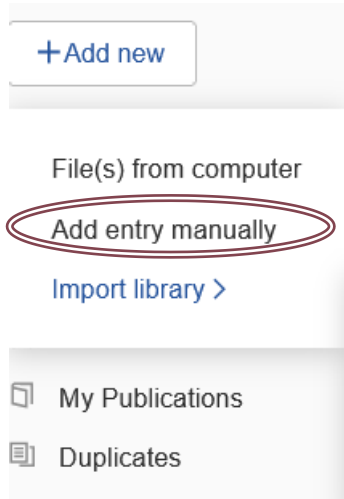 +Add new
File(s) from computer
Add entry manually
Import library >
My Publications
Duplicates